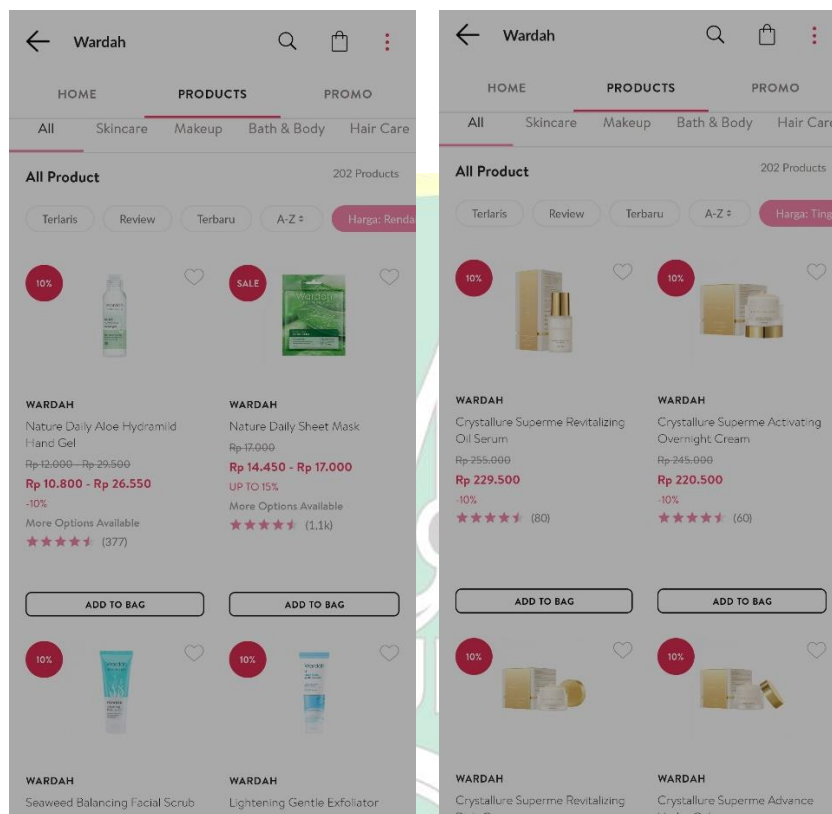 Wardah
HOME PRODUCTS PROMO
All Skincare Makeup Bath & Body Hair Care
All Product 202 Products
Terlaris Review Terbaru A-Z Harga: Renda
10% SALE
WARDAH
Nature Daily Aloe Hydramild
Hand Gel
Rp 12.000 - Rp 29.500
Rp 10.800 - Rp 26.550
-10%
More Options Available
(377)
ADD TO BAG
WARDAH
Nature Daily Sheet Mask
Rp 17.000
Rp 14.450 - Rp 17.000
UP TO 15%
More Options Available
(1,1k)
ADD TO BAG
10% 10%
WARDAH
Seaweed Balancing Facial Scrub
WARDAH
Lightening Gentle Exfoliator
Wardah
HOME PRODUCTS PROMO
All Skincare Makeup Bath & Body Hair Care
All Product 202 Products
Terlaris Review Terbaru A-Z Harga: Ting
10% 10%
WARDAH
Crystallure Superme Revitalizing
Oil Serum
Rp 255.000
Rp 229.500
-10%
(80)
ADD TO BAG
WARDAH
Crystallure Superme Activating
Overnight Cream
Rp 245.000
Rp 220.500
-10%
(60)
ADD TO BAG
10% 10%
WARDAH
Crystallure Superme Revitalizing
WARDAH
Crystallure Superme Advance